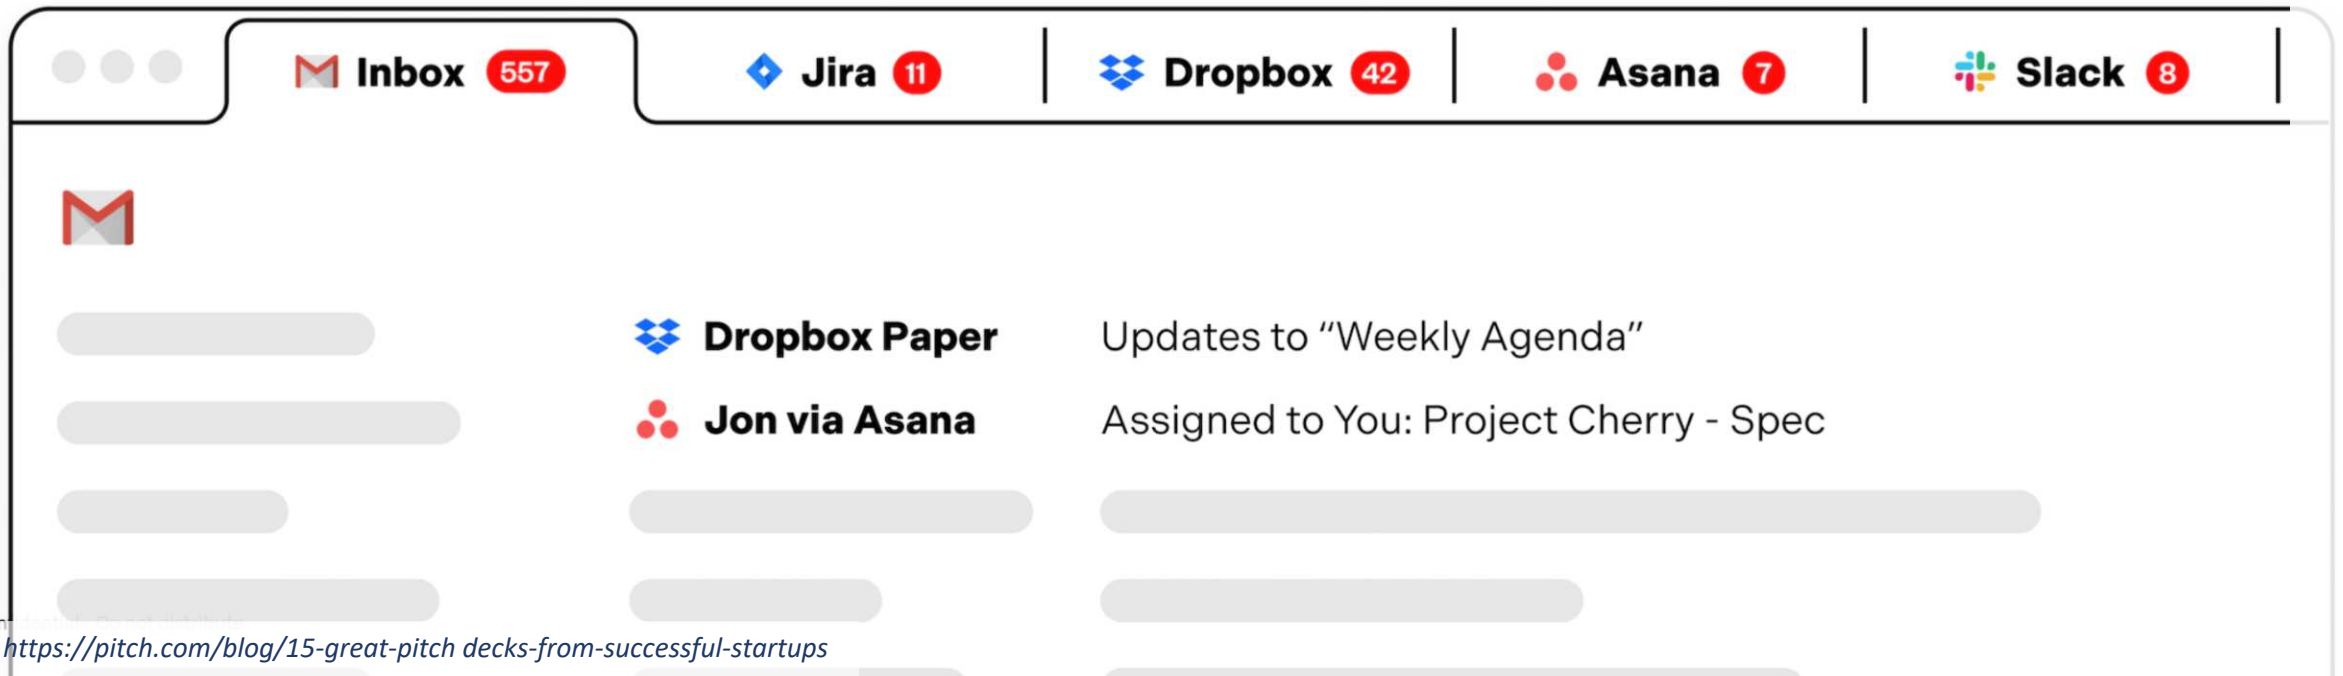 Inbox 557 Jira 11 Dropbox 42 Asana 7 Slack 8
Dropbox Paper Updates to “Weekly Agenda”
Jon via Asana Assigned to You: Project Cherry - Spec
https://pitch.com/blog/15-great-pitch decks-from-successful-startups